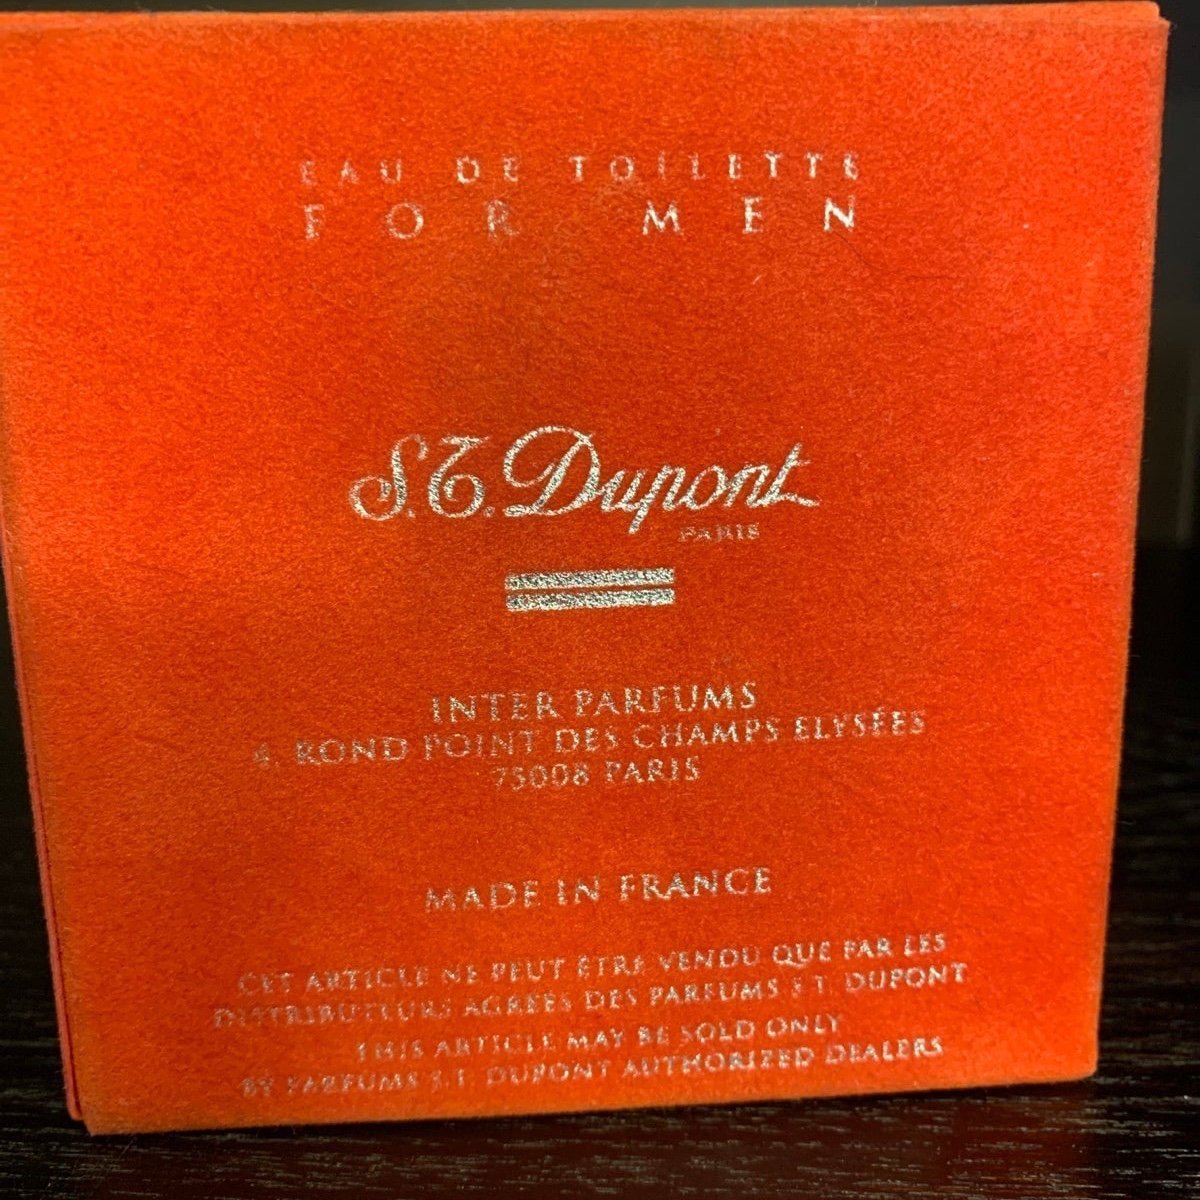 EAU DE TOILETTE
FOR MEN
S.T. Dupont
PARIS
INTER PARFUMS
4, ROND POINT DES CHAMPS ELYSÉES
75008 PARIS
MADE IN FRANCE
CET ARTICLE NE PEUT ETRE VENDU QUE PAR LES
DISTRIBUTEURS AGREES DES PARFUMS S.T. DUPONT
THIS ARTICLE MAY BE SOLD ONLY
BY PARFUMS S.T. DUPONT AUTHORIZED DEALERS